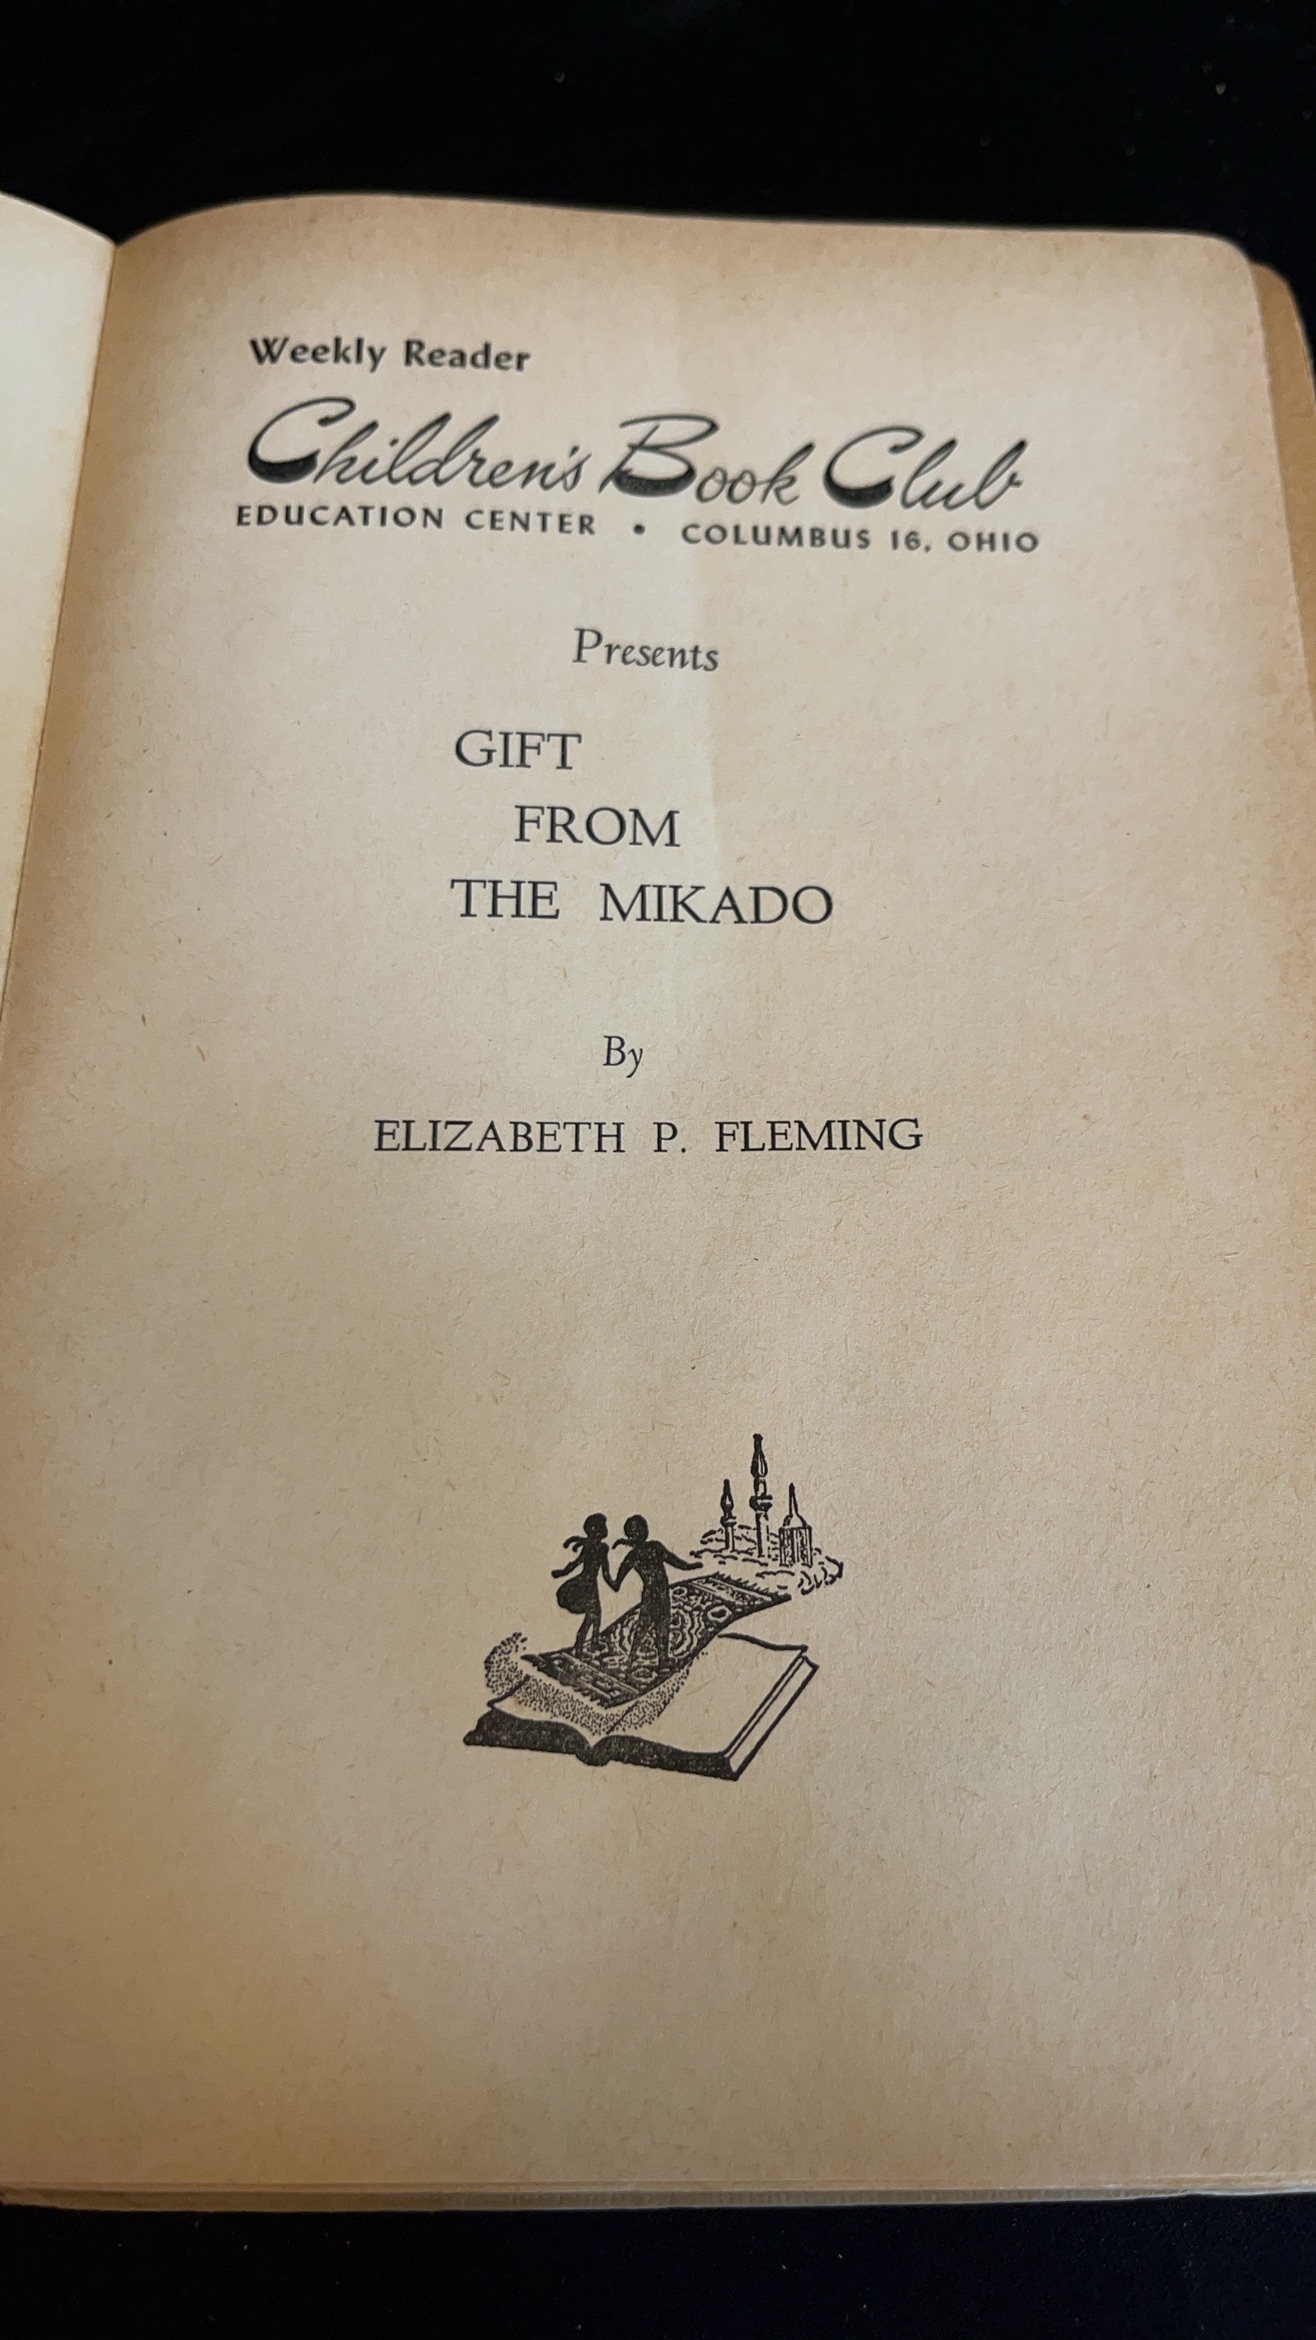 Weekly Reader
Children's Book Club
EDUCATION CENTER • COLUMBUS 16, OHIO
Presents
GIFT
FROM
THE MIKADO
By
ELIZABETH P. FLEMING